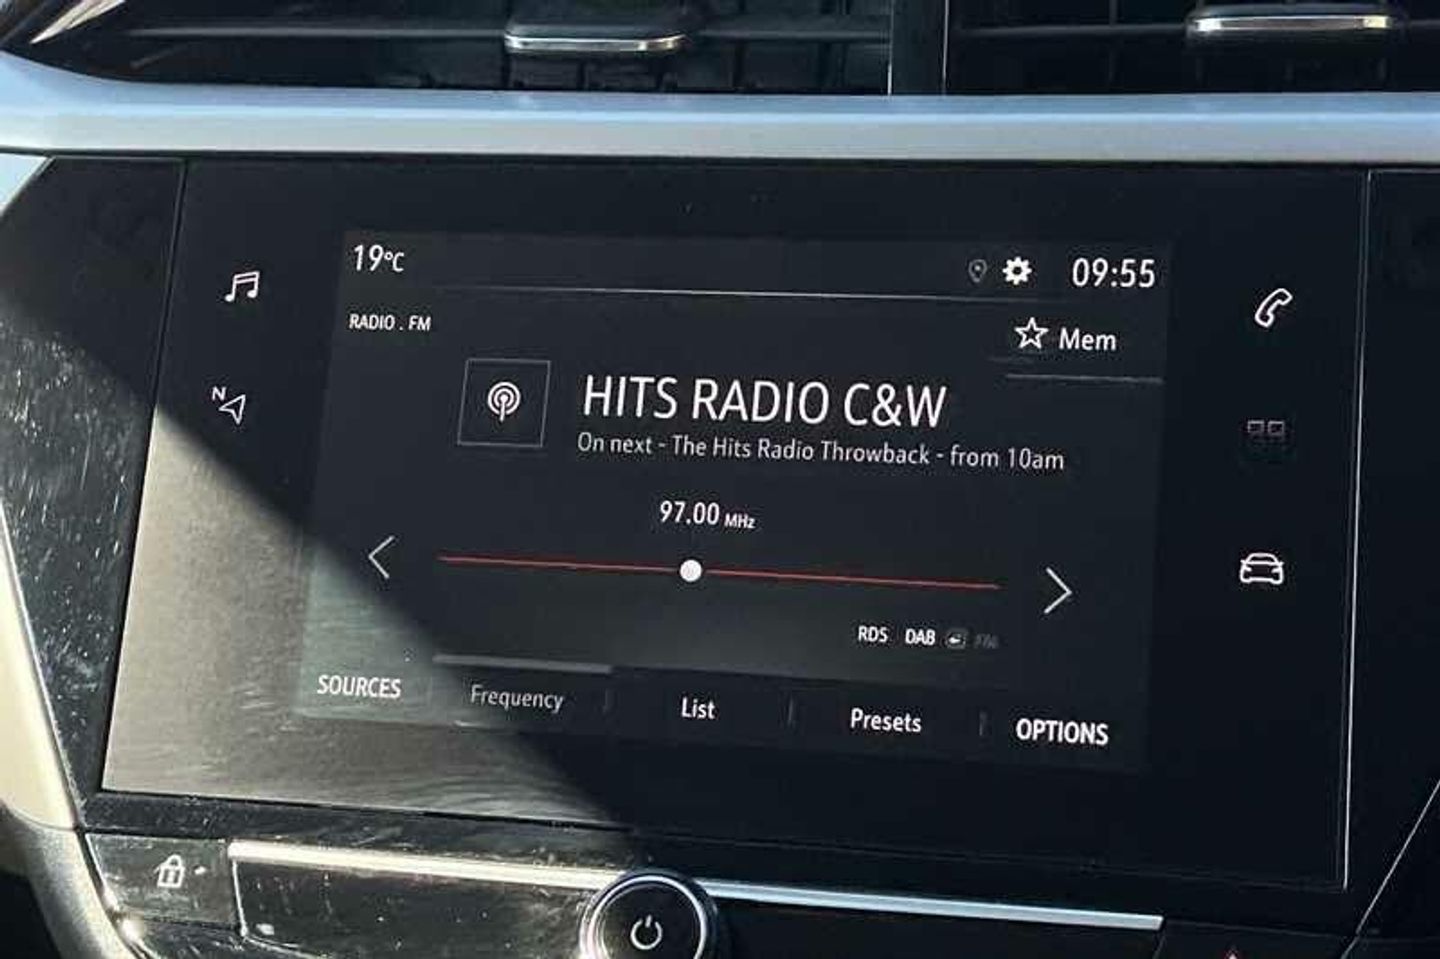 19°C
09:55
RADIO . FM
Mem
N
HITS RADIO C&W
On next - The Hits Radio Throwback - from 10am
97.00 MHz
RDS DAB FM
SOURCES Frequency List Presets OPTIONS